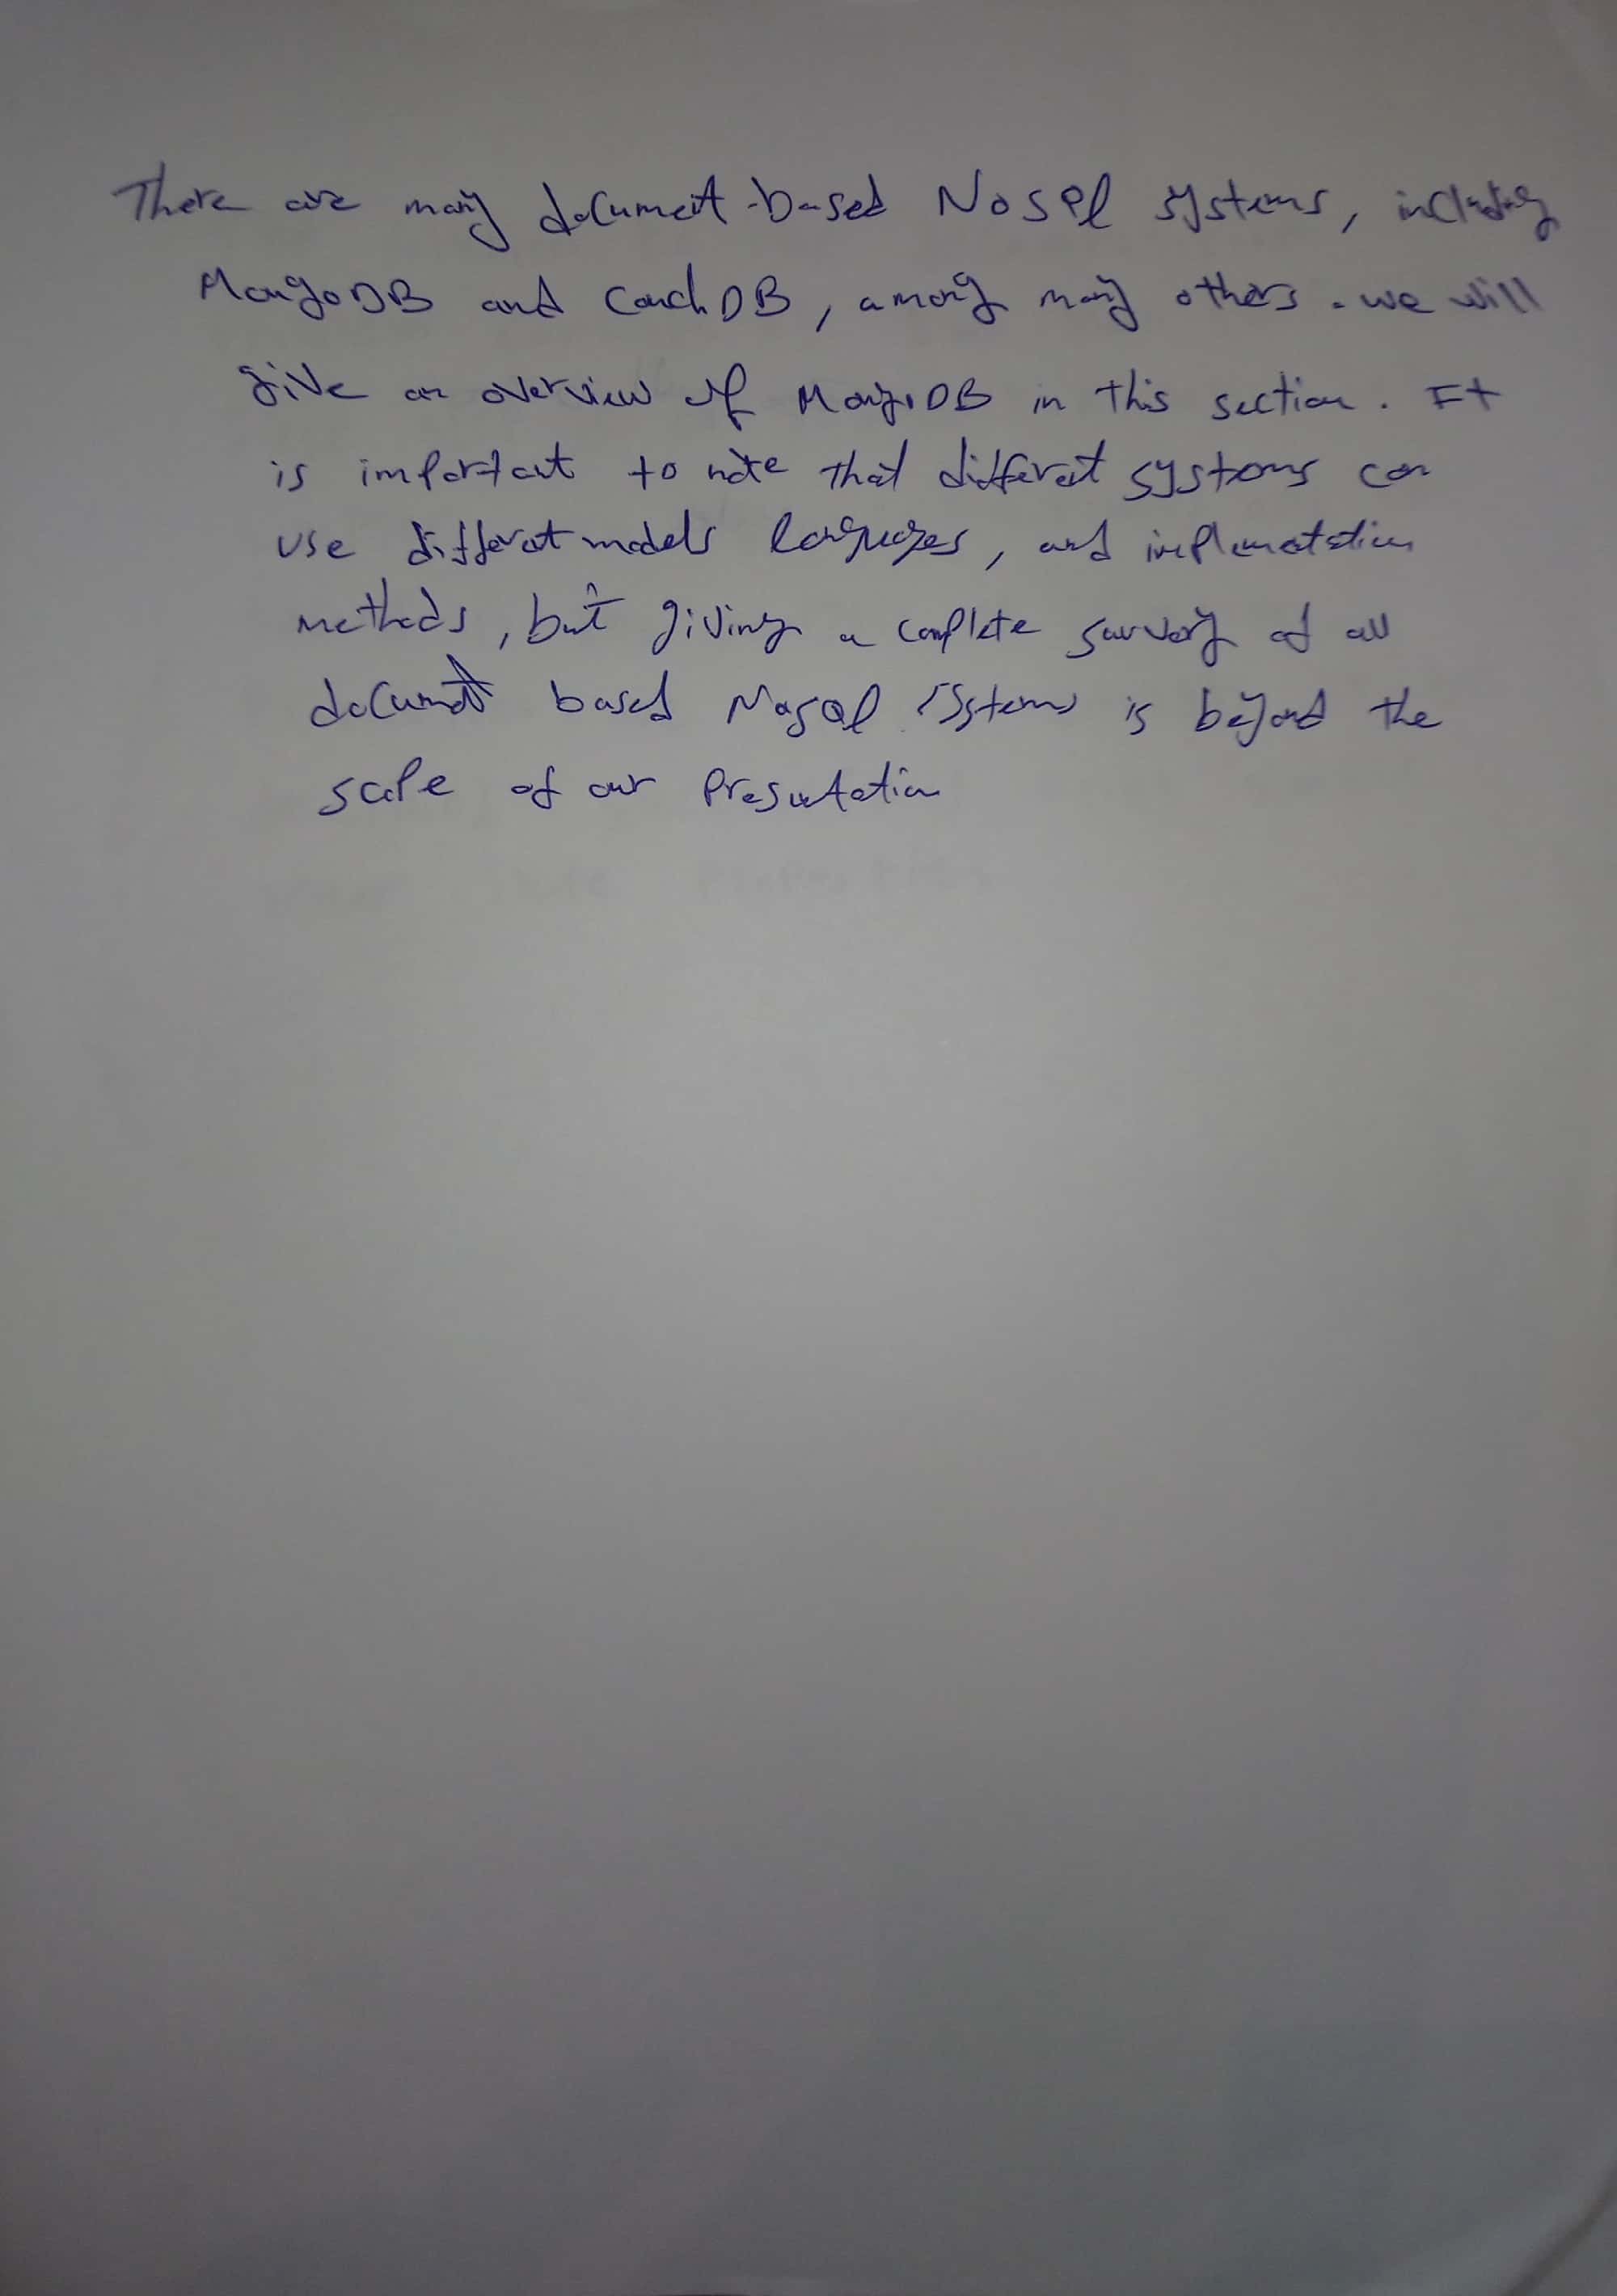 There are many document-based NOSQL systems, including
MongoDB and CouchDB, among many others. we will
give an overview of MongoDB in this section. It
is important to note that different systems can
use different models languages, and implementation
methods, but giving a complete survey of all
document based NOSQL systems is beyond the
scope of our Presentation